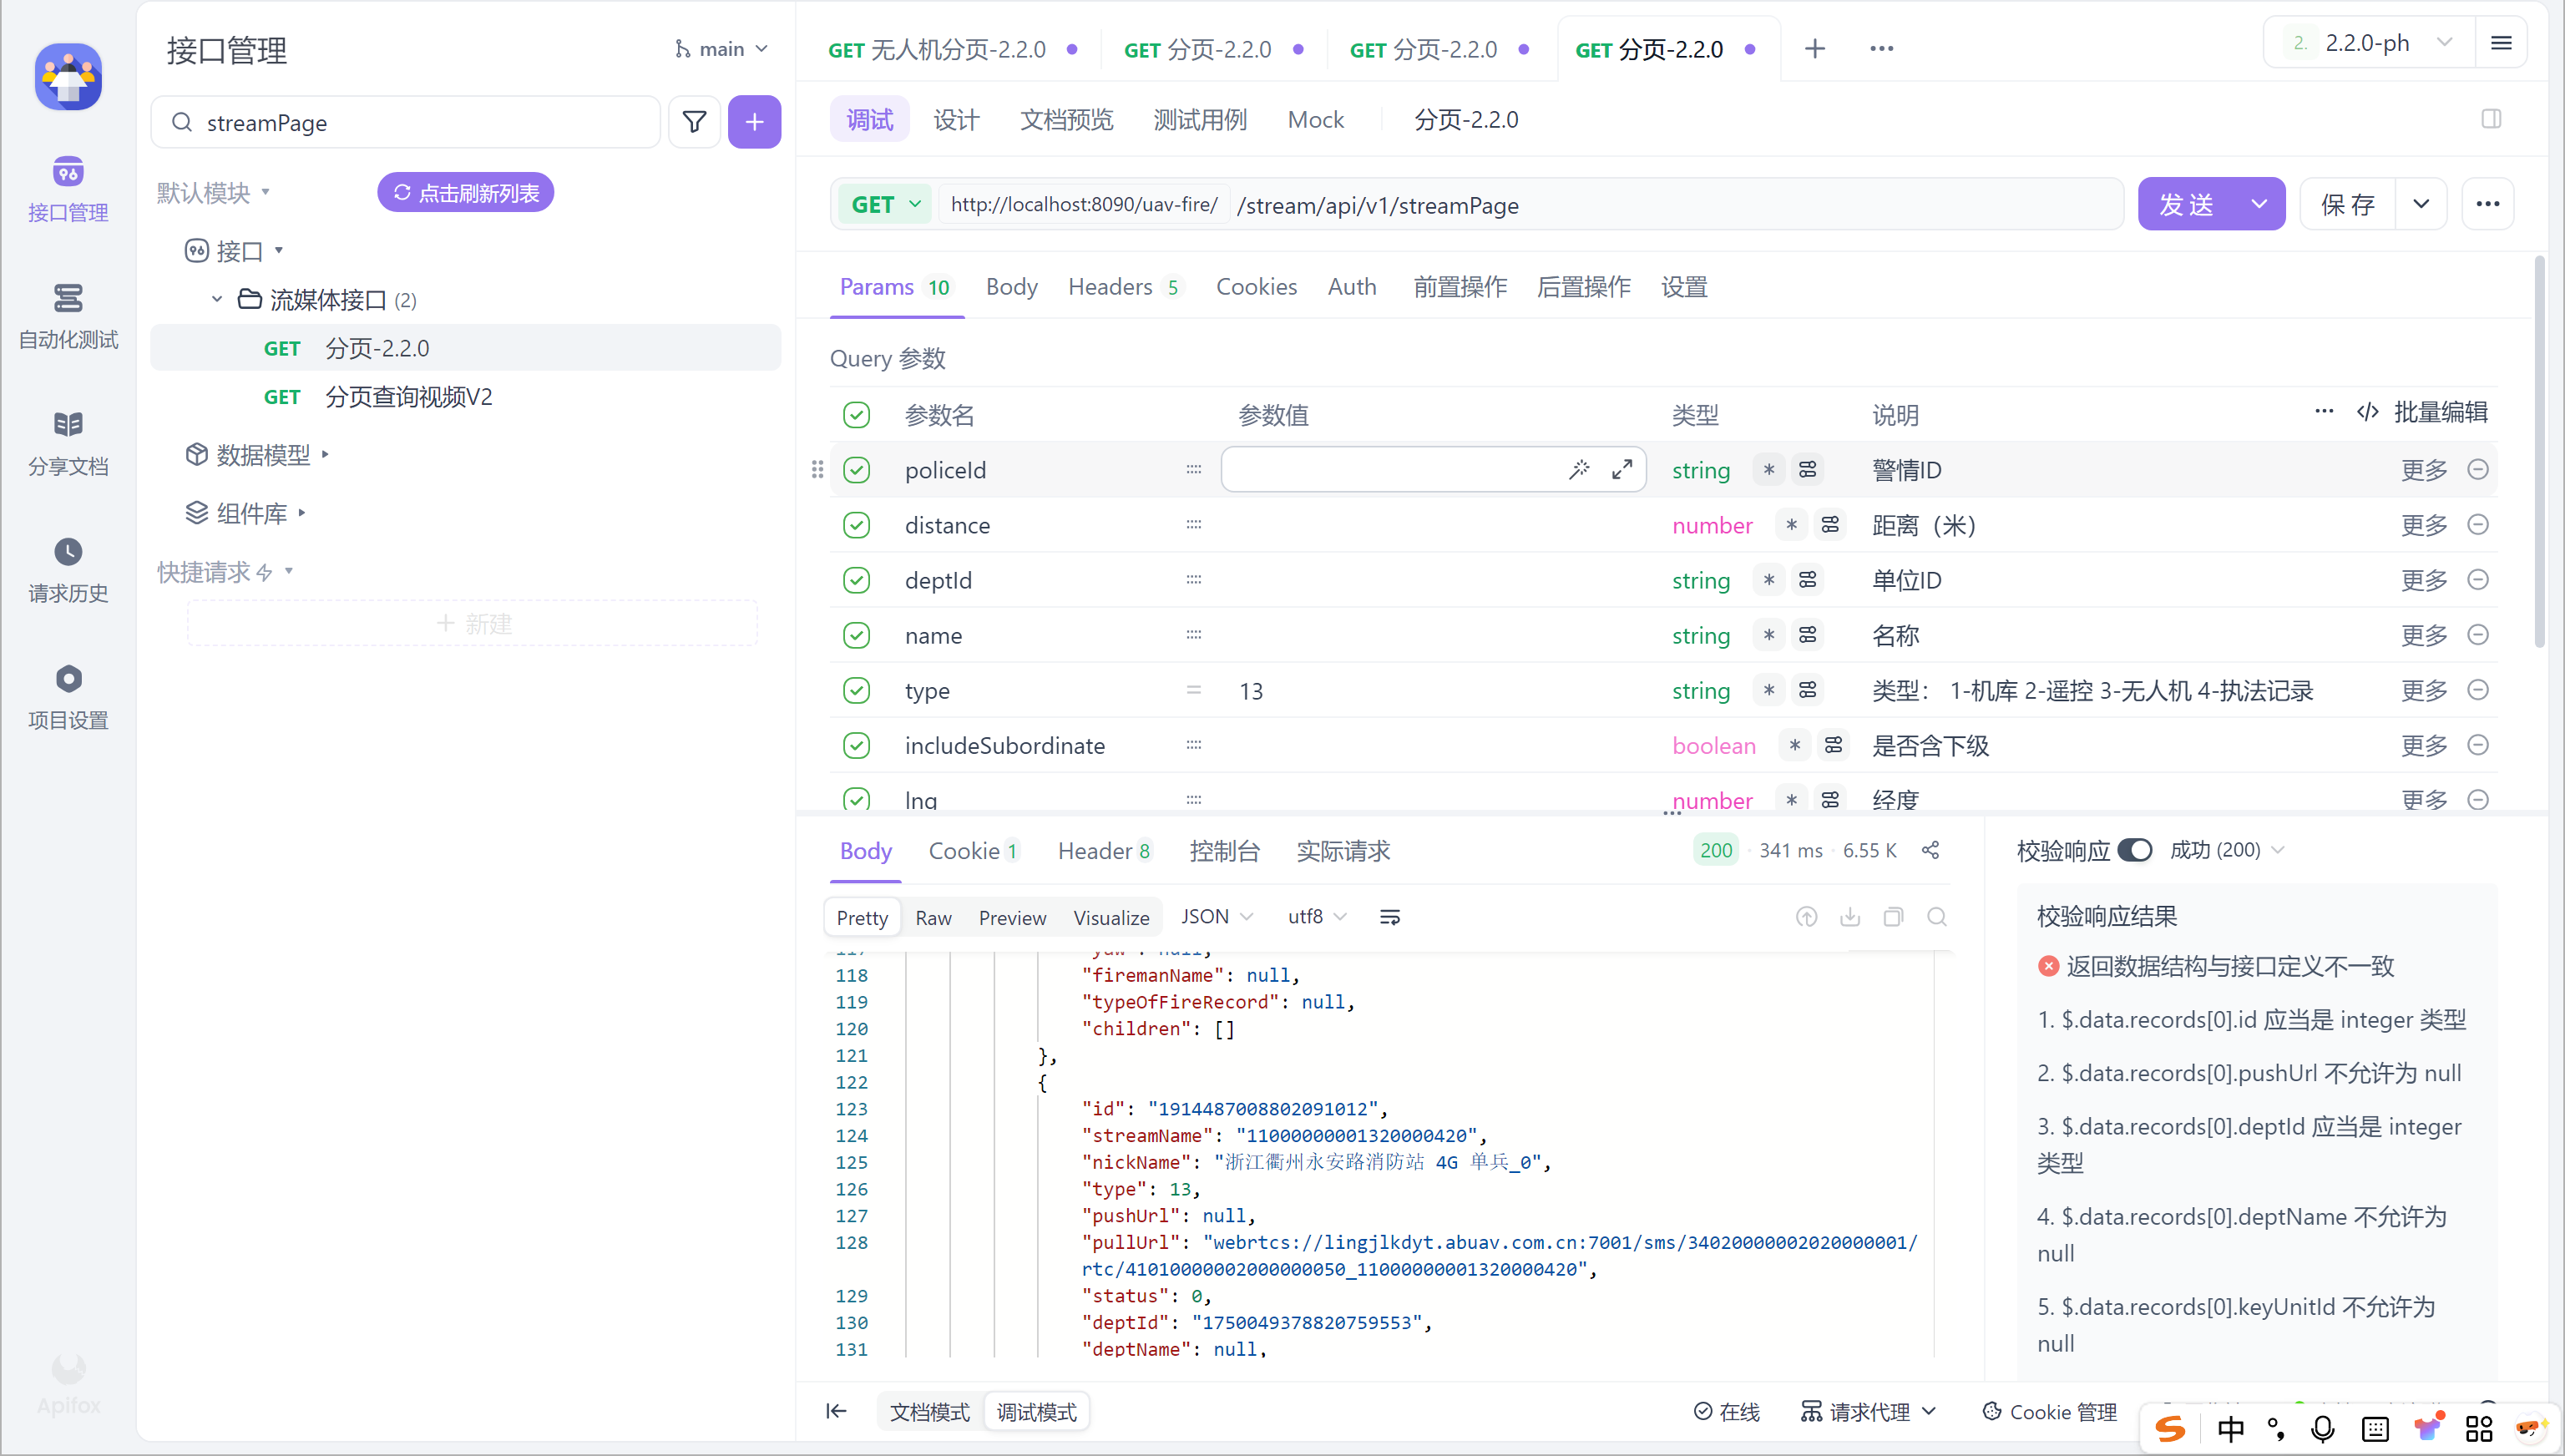 接口管理
main
streamPage
默认模块
点击刷新列表
接口
流媒体接口 (2)
GET 分页-2.2.0
GET 分页查询视频V2
数据模型
组件库
快捷请求
新建
接口管理
自动化测试
分享文档
请求历史
项目设置
Apifox
GET 无人机分页-2.2.0
GET 分页-2.2.0
GET 分页-2.2.0
GET 分页-2.2.0
2. 2.2.0-ph
调试 设计 文档预览 测试用例 Mock 分页-2.2.0
GET http://localhost:8090/uav-fire/ /stream/api/v1/streamPage
发送 保存
Params 10 Body Headers 5 Cookies Auth 前置操作 后置操作 设置
Query 参数
参数名 参数值 类型 说明 批量编辑
policeId string * 警情ID 更多
distance number * 距离（米） 更多
deptId string * 单位ID 更多
name string * 名称 更多
type = 13 string * 类型： 1-机库 2-遥控 3-无人机 4-执法记录 更多
includeSubordinate boolean * 是否含下级 更多
lng number * 经度 更多
Body Cookie 1 Header 8 控制台 实际请求 200 · 341 ms · 6.55 K
Pretty Raw Preview Visualize JSON utf8
117 "yaw": null,
118 "firemanName": null,
119 "typeOfFireRecord": null,
120 "children": []
121 },
122 {
123 "id": "1914487008802091012",
124 "streamName": "11000000001320000420",
125 "nickName": "浙江衢州永安路消防站 4G 单兵_0",
126 "type": 13,
127 "pushUrl": null,
128 "pullUrl": "webrtcs://lingjlkdyt.abuav.com.cn:7001/sms/34020000002020000001/
rtc/41010000002000000050_11000000001320000420",
129 "status": 0,
130 "deptId": "1750049378820759553",
131 "deptName": null,
校验响应 成功 (200)
校验响应结果
返回数据结构与接口定义不一致
1. $.data.records[0].id 应当是 integer 类型
2. $.data.records[0].pushUrl 不允许为 null
3. $.data.records[0].deptId 应当是 integer
类型
4. $.data.records[0].deptName 不允许为
null
5. $.data.records[0].keyUnitId 不允许为
null
文档模式 调试模式 在线 请求代理 Cookie 管理
中